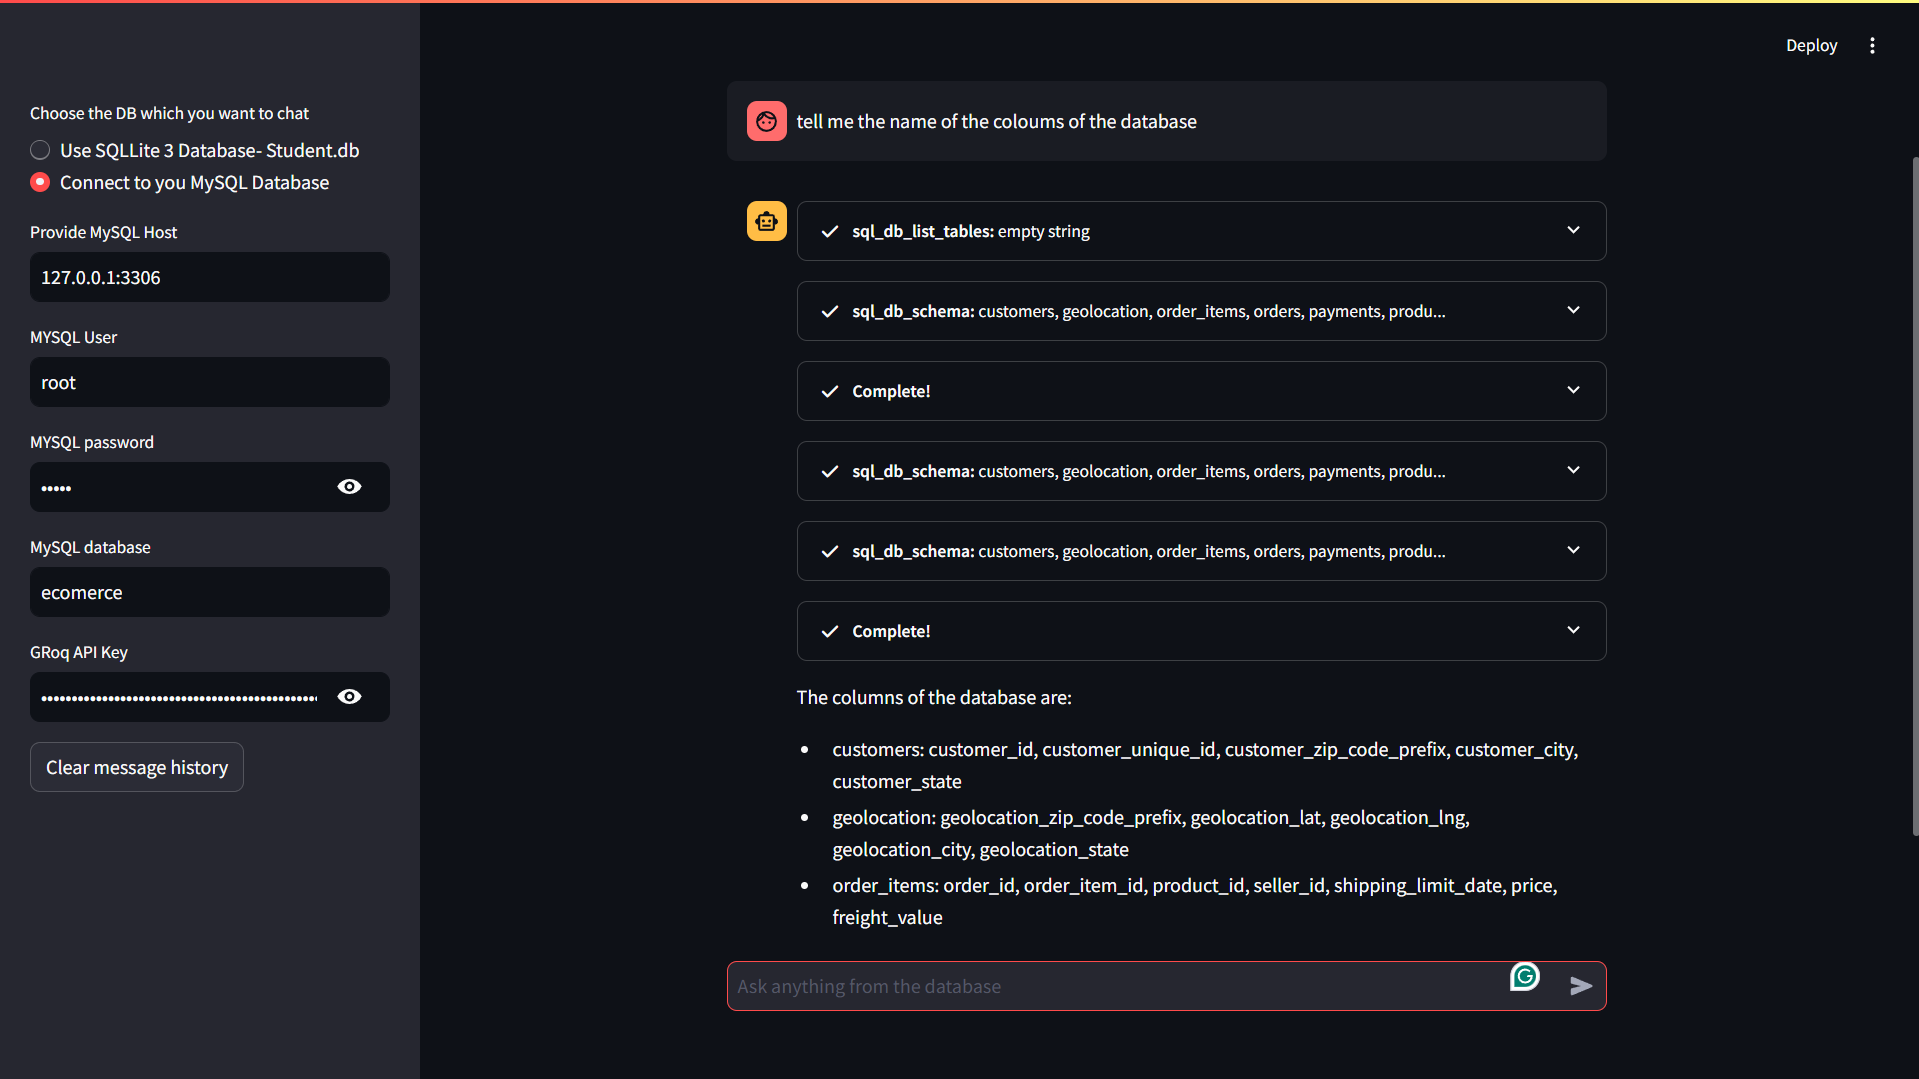 Deploy
Choose the DB which you want to chat
Use SQLLite 3 Database- Student.db
Connect to you MySQL Database
Provide MySQL Host
127.0.0.1:3306
MYSQL User
root
MYSQL password
•••••
MySQL database
ecomerce
GRoq API Key
Clear message history
tell me the name of the coloums of the database
sql_db_list_tables: empty string
sql_db_schema: customers, geolocation, order_items, orders, payments, produ...
Complete!
sql_db_schema: customers, geolocation, order_items, orders, payments, produ...
sql_db_schema: customers, geolocation, order_items, orders, payments, produ...
Complete!
The columns of the database are:
• customers: customer_id, customer_unique_id, customer_zip_code_prefix, customer_city,
customer_state
• geolocation: geolocation_zip_code_prefix, geolocation_lat, geolocation_lng,
geolocation_city, geolocation_state
• order_items: order_id, order_item_id, product_id, seller_id, shipping_limit_date, price,
freight_value
Ask anything from the database